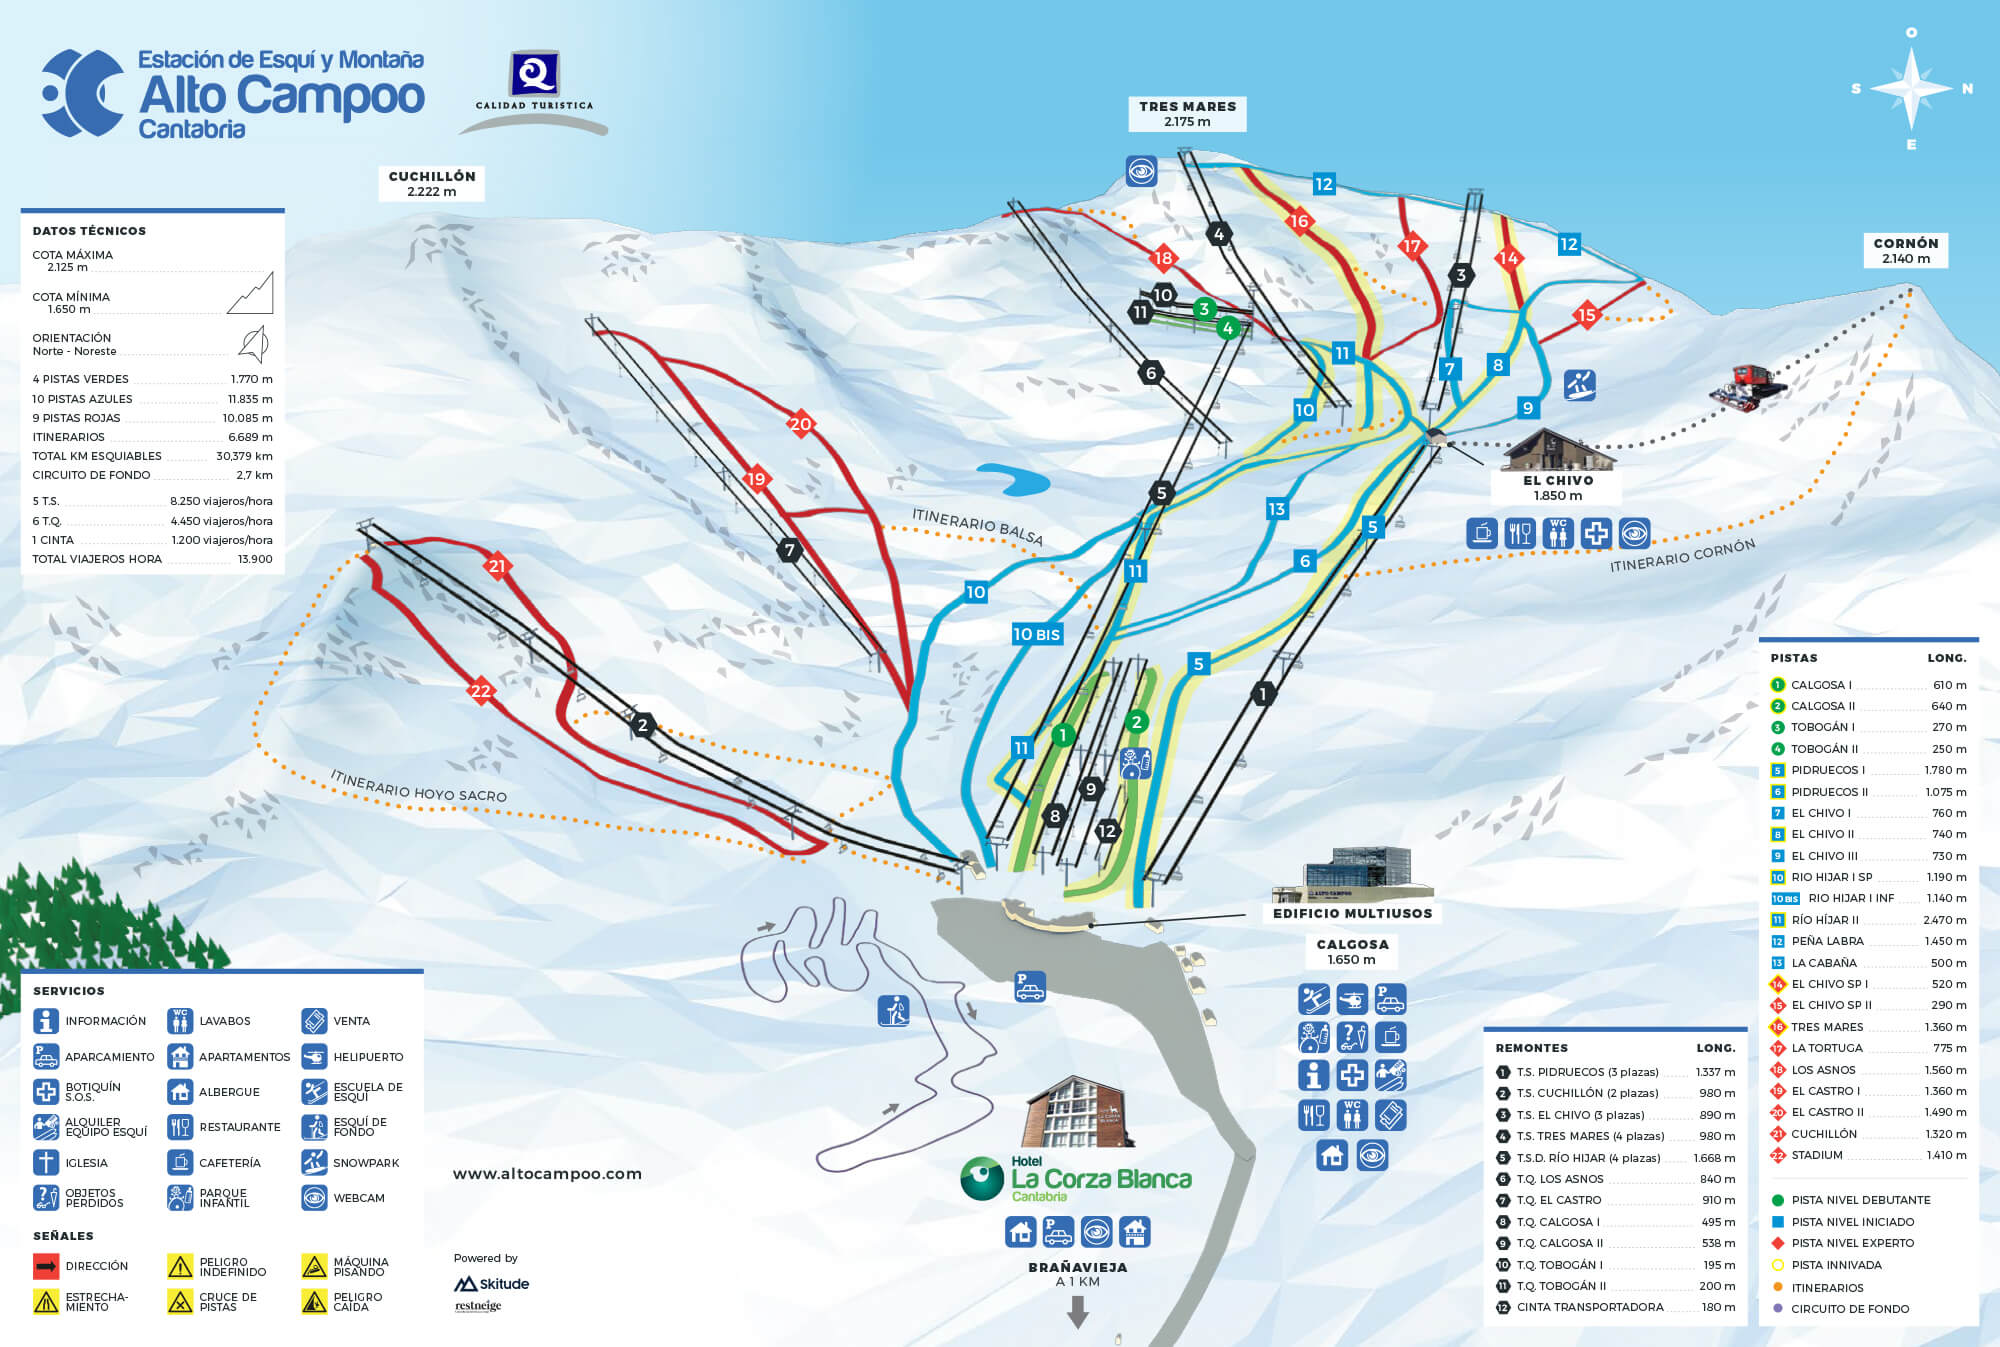 Estación de Esquí y Montaña
Alto Campoo
Cantabria
Q
CALIDAD TURISTICA
O
S
N
E
TRES MARES
2.175 m
CUCHILLÓN
2.222 m
CORNÓN
2.140 m
DATOS TÉCNICOS
COTA MÁXIMA
2.125 m
COTA MÍNIMA
1.650 m
ORIENTACIÓN
Norte - Noreste
4 PISTAS VERDES 1.770 m
10 PISTAS AZULES 11.835 m
9 PISTAS ROJAS 10.085 m
ITINERARIOS 6.689 m
TOTAL KM ESQUIABLES 30,379 km
CIRCUITO DE FONDO 2,7 km
5 T.S. 8.250 viajeros/hora
6 T.Q. 4.450 viajeros/hora
1 CINTA 1.200 viajeros/hora
TOTAL VIAJEROS HORA 13.900
12
16
4
17
14
12
18
3
10
3
11
4
15
11
6
7
8
10
9
20
19
5
13
5
7
6
11
21
10
10 BIS
22
5
2
1
1
2
11
9
8
12
EL CHIVO
1.850 m
WC
ITINERARIO BALSA
ITINERARIO CORNÓN
ITINERARIO HOYO SACRO
EDIFICIO MULTIUSOS
ALTO CAMPOO
CALGOSA
1.650 m
P
P
WC
Hotel
La Corza Blanca
Cantabria
P
BRAÑAVIEJA
A 1 KM
www.altocampoo.com
Powered by
Skitude
restneige
SERVICIOS
INFORMACIÓN
WC
LAVABOS
VENTA
P
APARCAMIENTO
APARTAMENTOS
HELIPUERTO
BOTIQUÍN
S.O.S.
ALBERGUE
ESCUELA DE
ESQUÍ
ALQUILER
EQUIPO ESQUÍ
RESTAURANTE
ESQUÍ DE
FONDO
IGLESIA
CAFETERÍA
SNOWPARK
OBJETOS
PERDIDOS
PARQUE
INFANTIL
WEBCAM
SEÑALES
DIRECCIÓN
PELIGRO
INDEFINIDO
MÁQUINA
PISANDO
ESTRECHA-
MIENTO
CRUCE DE
PISTAS
PELIGRO
CAÍDA
REMONTES LONG.
1 T.S. PIDRUECOS (3 plazas) 1.337 m
2 T.S. CUCHILLÓN (2 plazas) 980 m
3 T.S. EL CHIVO (3 plazas) 890 m
4 T.S. TRES MARES (4 plazas) 980 m
5 T.S.D. RÍO HIJAR (4 plazas) 1.668 m
6 T.Q. LOS ASNOS 840 m
7 T.Q. EL CASTRO 910 m
8 T.Q. CALGOSA I 495 m
9 T.Q. CALGOSA II 538 m
10 T.Q. TOBOGÁN I 195 m
11 T.Q. TOBOGÁN II 200 m
12 CINTA TRANSPORTADORA 180 m
PISTAS LONG.
1 CALGOSA I 610 m
2 CALGOSA II 640 m
3 TOBOGÁN I 270 m
4 TOBOGÁN II 250 m
5 PIDRUECOS I 1.780 m
6 PIDRUECOS II 1.075 m
7 EL CHIVO I 760 m
8 EL CHIVO II 740 m
9 EL CHIVO III 730 m
10 RIO HIJAR I SP 1.190 m
10 BIS RIO HIJAR I INF 1.140 m
11 RÍO HÍJAR II 2.470 m
12 PEÑA LABRA 1.450 m
13 LA CABAÑA 500 m
14 EL CHIVO SP I 520 m
15 EL CHIVO SP II 290 m
16 TRES MARES 1.360 m
17 LA TORTUGA 775 m
18 LOS ASNOS 1.560 m
19 EL CASTRO I 1.360 m
20 EL CASTRO II 1.490 m
21 CUCHILLÓN 1.320 m
22 STADIUM 1.410 m
PISTA NIVEL DEBUTANTE
PISTA NIVEL INICIADO
PISTA NIVEL EXPERTO
PISTA INNIVADA
ITINERARIOS
CIRCUITO DE FONDO